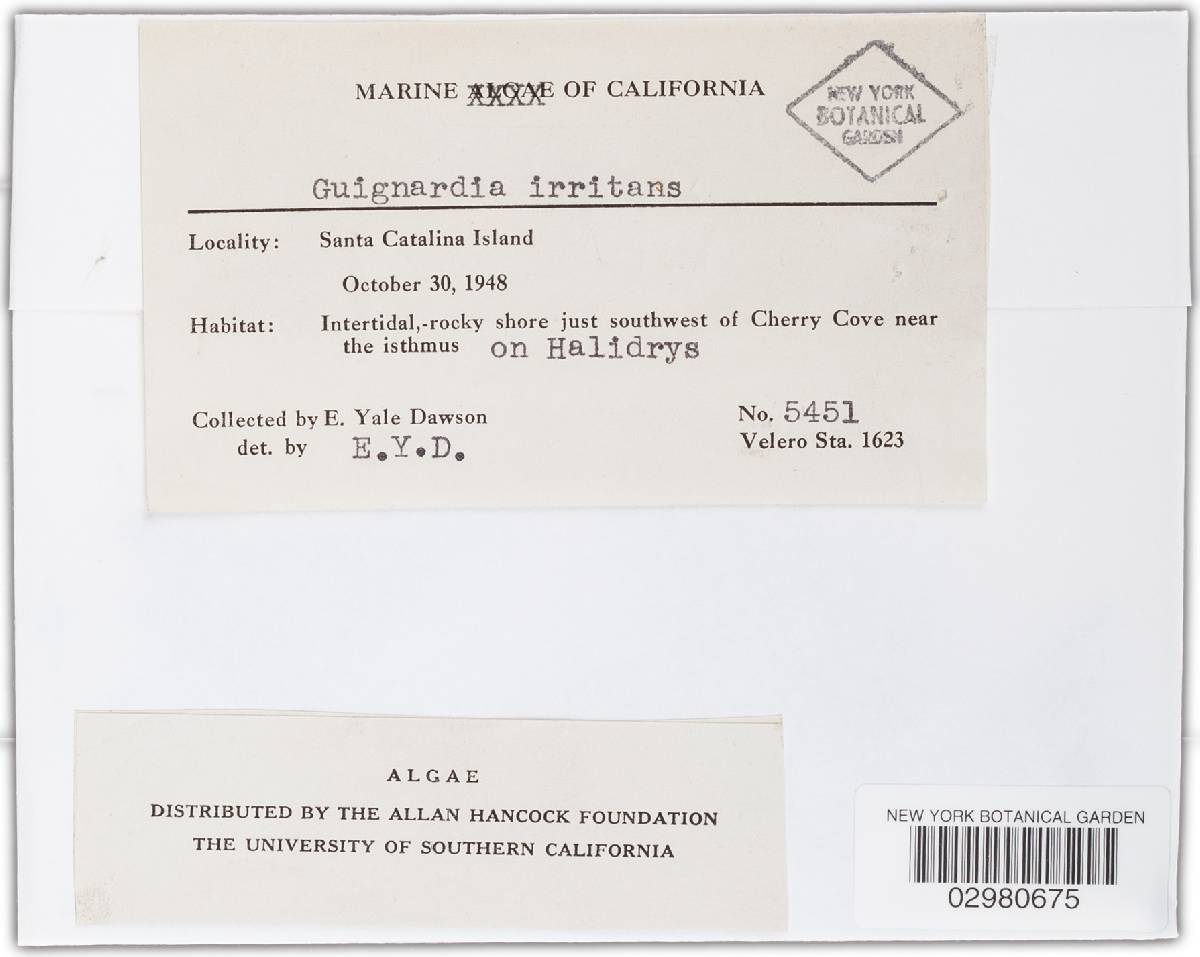 MARINE ALGAE OF CALIFORNIA
NEW YORK
BOTANICAL
GARDEN
Guignardia irritans
Locality: Santa Catalina Island
October 30, 1948
Habitat: Intertidal,-rocky shore just southwest of Cherry Cove near
the isthmus on Halidrys
Collected by E. Yale Dawson
No. 5451
det. by E.Y.D.
Velero Sta. 1623
ALGAE
DISTRIBUTED BY THE ALLAN HANCOCK FOUNDATION
THE UNIVERSITY OF SOUTHERN CALIFORNIA
NEW YORK BOTANICAL GARDEN
02980675